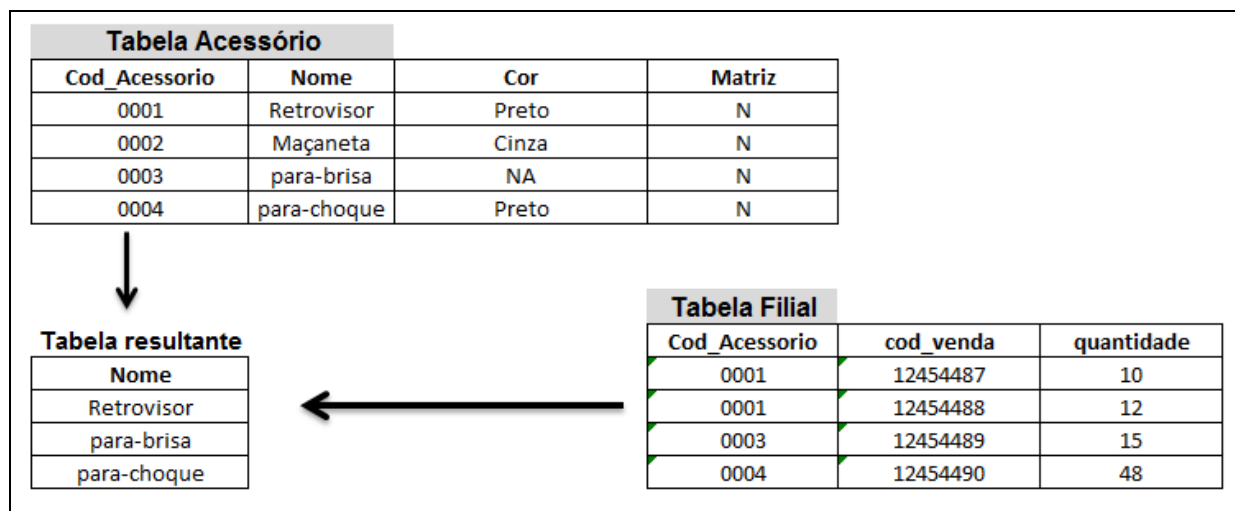 Tabela Acessório
Cod_Acessorio Nome Cor Matriz
0001 Retrovisor Preto N
0002 Maçaneta Cinza N
0003 para-brisa NA N
0004 para-choque Preto N
Tabela resultante
Nome
Retrovisor
para-brisa
para-choque
Tabela Filial
Cod_Acessorio cod_venda quantidade
0001 12454487 10
0001 12454488 12
0003 12454489 15
0004 12454490 48